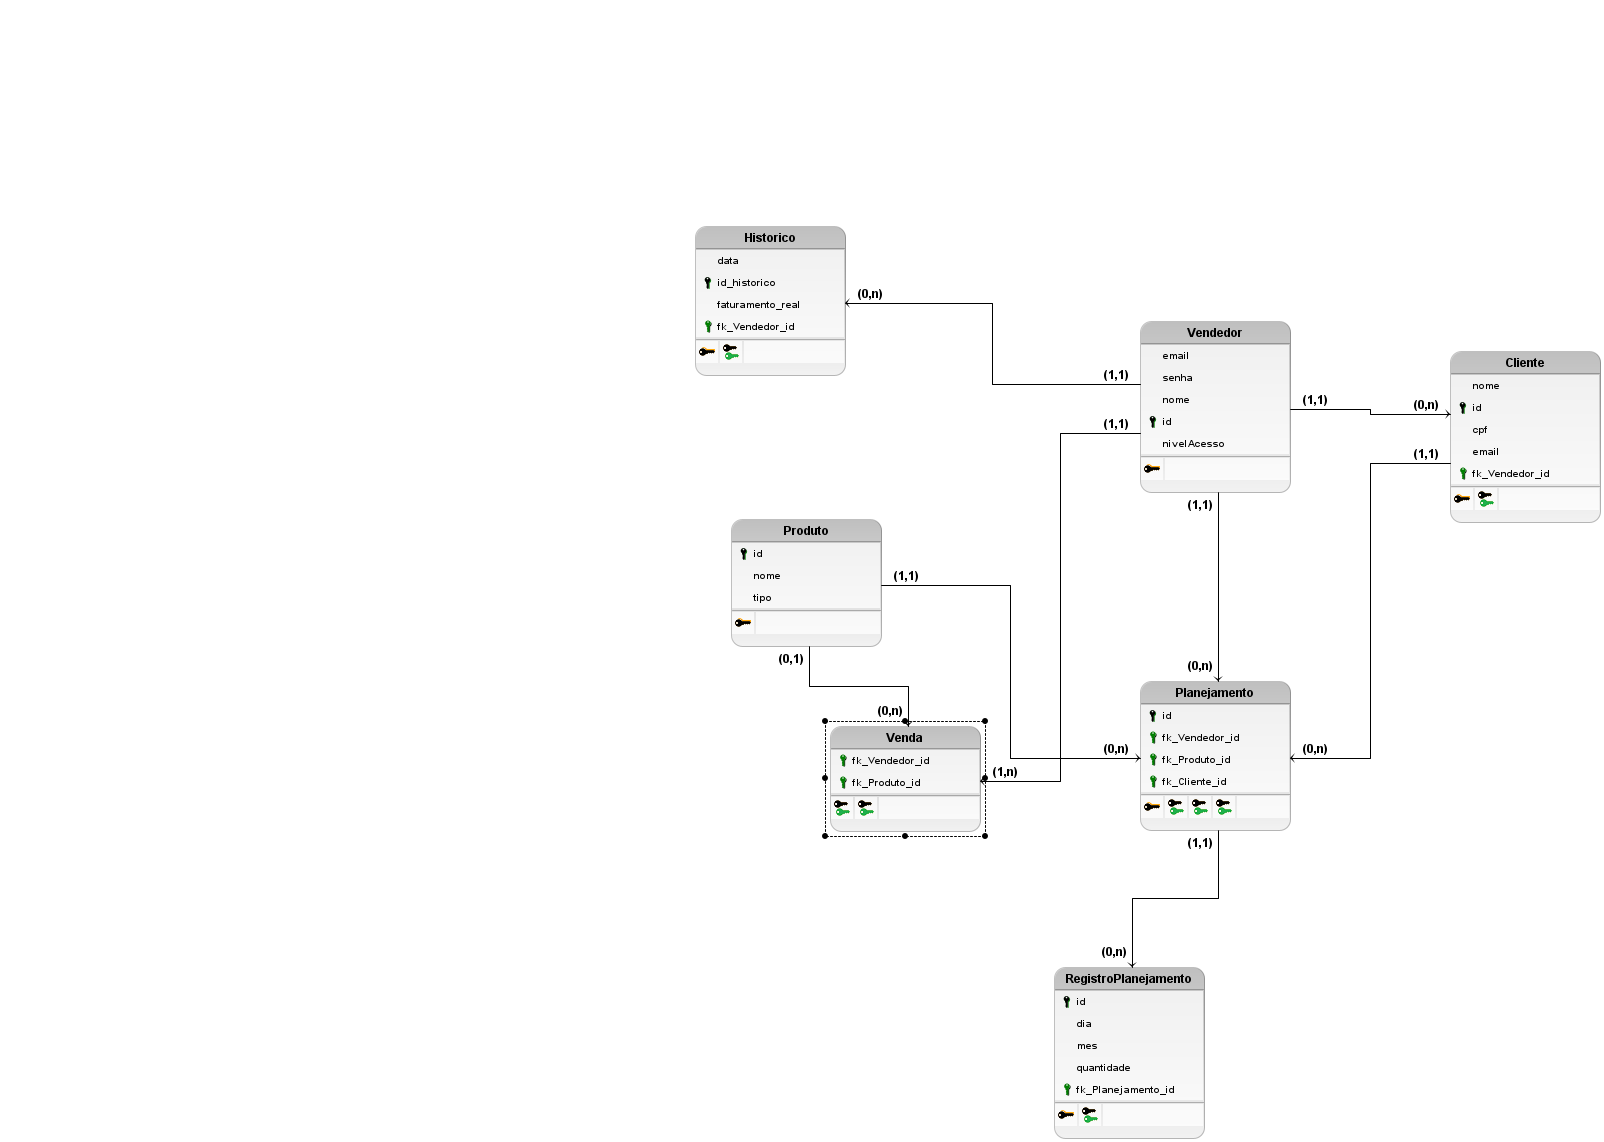 Historico
data
id_historico
faturamento_real
fk_Vendedor_id
(0,n)
(1,1)
(1,1)
Vendedor
email
senha
nome
id
nivelAcesso
(1,1)
(1,1)
(0,n)
(1,1)
Cliente
nome
id
cpf
email
fk_Vendedor_id
Produto
id
nome
tipo
(1,1)
(0,1)
(0,n)
Venda
fk_Vendedor_id
fk_Produto_id
(1,n)
(0,n)
(0,n)
(0,n)
Planejamento
id
fk_Vendedor_id
fk_Produto_id
fk_Cliente_id
(1,1)
(0,n)
RegistroPlanejamento
id
dia
mes
quantidade
fk_Planejamento_id